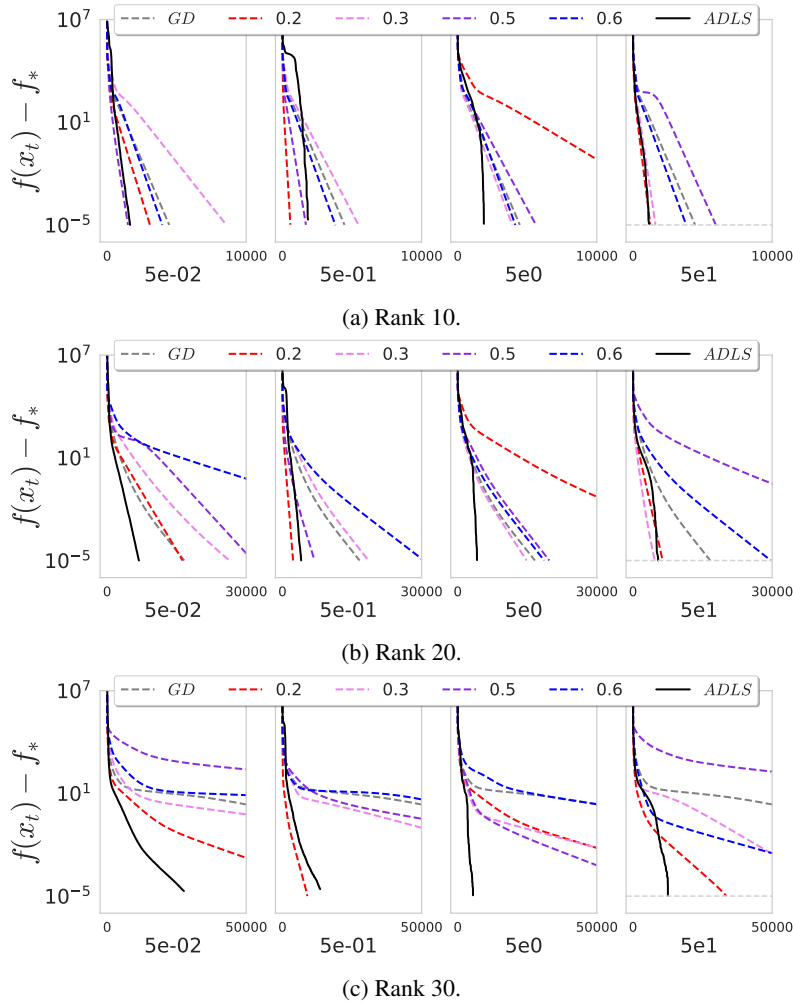 GD 0.2 0.3 0.5 0.6 ADLS
10^7
10^1
10^-5
f(x_t) − f_*
0 10000 0 10000 0 10000 0 10000
5e-02 5e-01 5e0 5e1
(a) Rank 10.
GD 0.2 0.3 0.5 0.6 ADLS
10^7
10^1
10^-5
f(x_t) − f_*
0 30000 0 30000 0 30000 0 30000
5e-02 5e-01 5e0 5e1
(b) Rank 20.
GD 0.2 0.3 0.5 0.6 ADLS
10^7
10^1
10^-5
f(x_t) − f_*
0 50000 0 50000 0 50000 0 50000
5e-02 5e-01 5e0 5e1
(c) Rank 30.